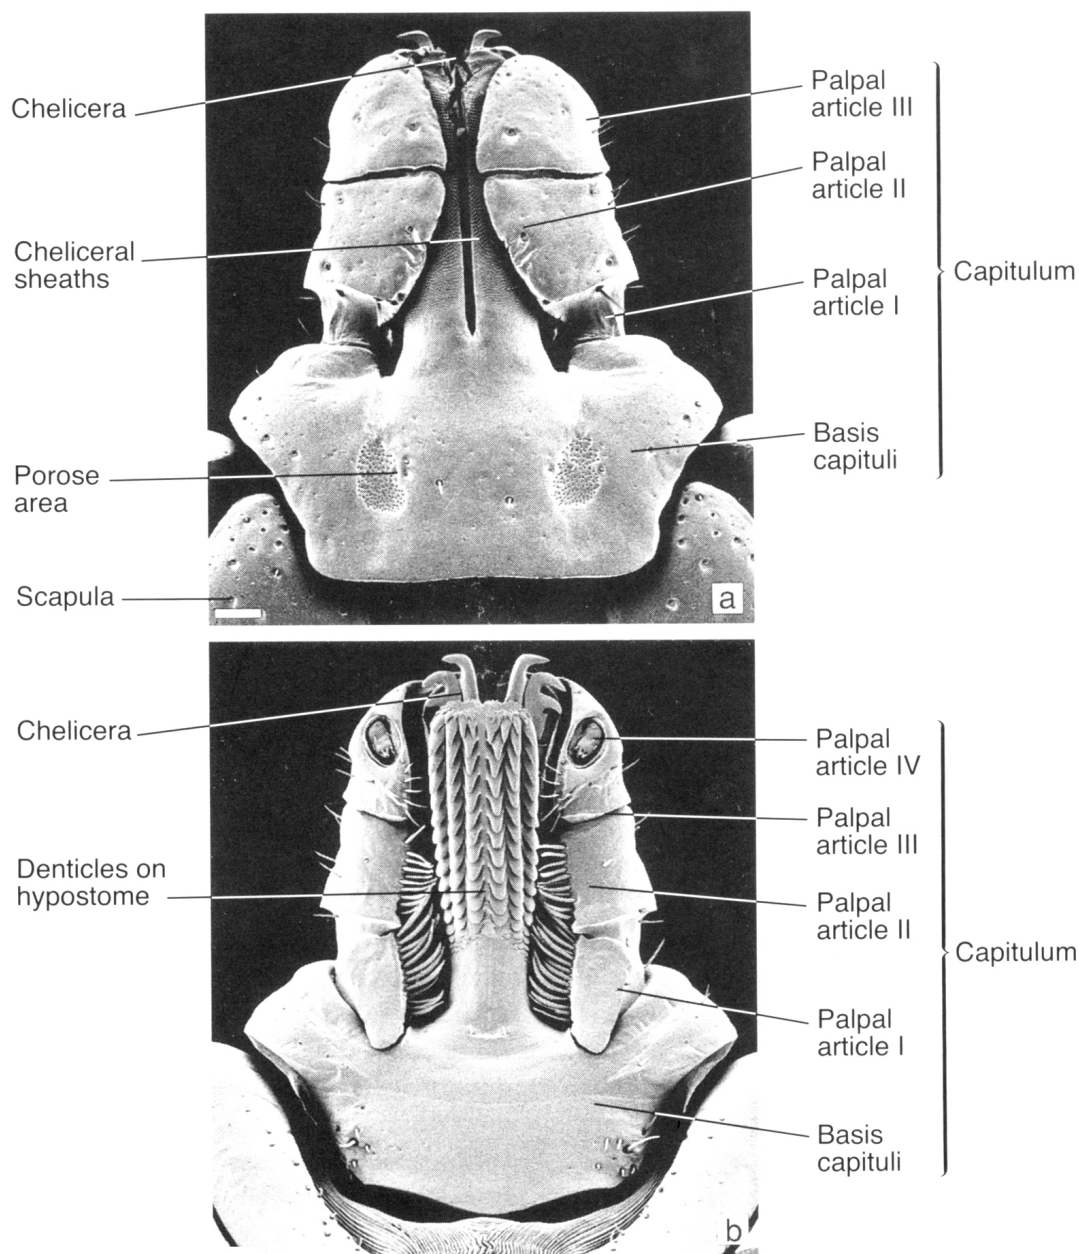 Chelicera
Cheliceral
sheaths
Porose
area
Scapula
Palpal
article III
Palpal
article II
Palpal
article I
Basis
capituli
Capitulum
a
Chelicera
Denticles on
hypostome
Palpal
article IV
Palpal
article III
Palpal
article II
Palpal
article I
Basis
capituli
Capitulum
b